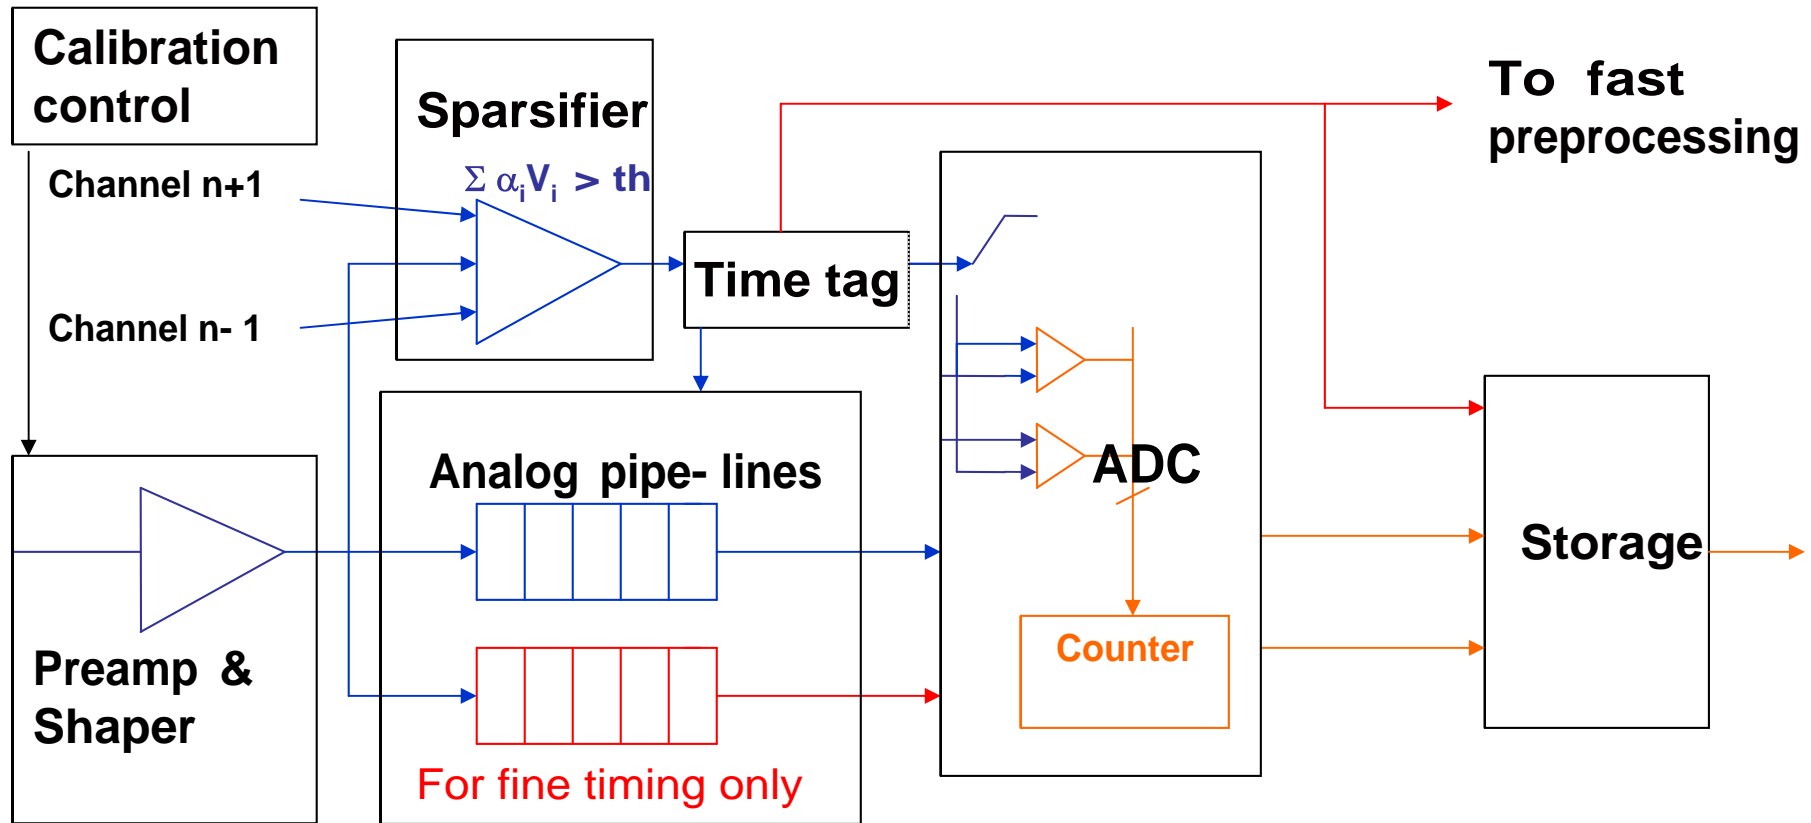 Calibration
control
Channel n+1
Channel n- 1
Sparsifier
Σ αᵢVᵢ > th
Time tag
To fast
preprocessing
Analog pipe- lines
For fine timing only
Preamp &
Shaper
ADC
Counter
Storage